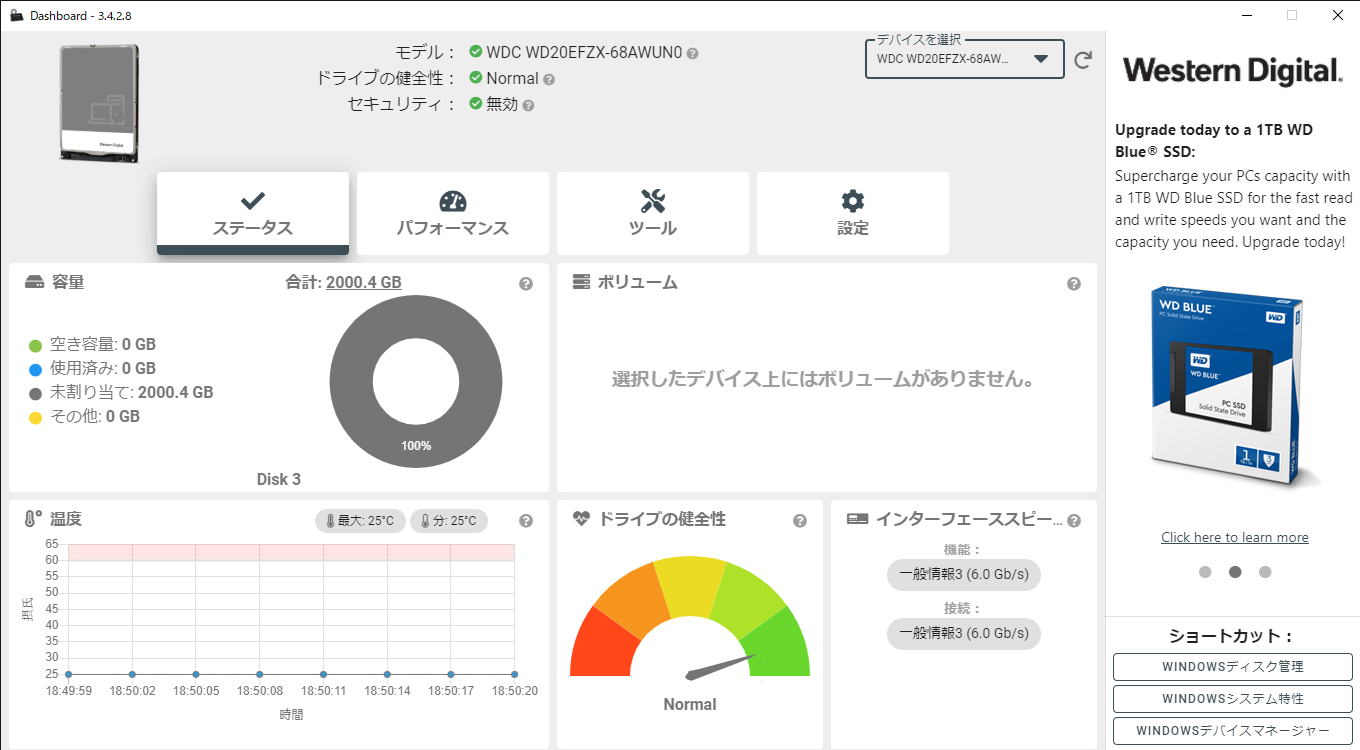 Dashboard - 3.4.2.8
モデル： WDC WD20EFZX-68AWUN0
ドライブの健全性： Normal
セキュリティ： 無効
デバイスを選択
WDC WD20EFZX-68AW...
Western Digital
ステータス
パフォーマンス
ツール
設定
容量
合計: 2000.4 GB
空き容量: 0 GB
使用済み: 0 GB
未割り当て: 2000.4 GB
その他: 0 GB
100%
Disk 3
ボリューム
選択したデバイス上にはボリュームがありません。
温度
最大: 25°C
分: 25°C
65
60
55
50
45
40
35
30
25
摂氏
18:49:59 18:50:02 18:50:05 18:50:08 18:50:11 18:50:14 18:50:17 18:50:20
時間
ドライブの健全性
Normal
インターフェーススピー...
機能：
一般情報3 (6.0 Gb/s)
接続：
一般情報3 (6.0 Gb/s)
Western Digital.
Upgrade today to a 1TB WD
Blue® SSD:
Supercharge your PCs capacity with
a 1TB WD Blue SSD for the fast read
and write speeds you want and the
capacity you need. Upgrade today!
WD BLUE
PC Solid State Drive
WD
WD
WD BLUE
PC SSD
Solid State Drive
WD BLUE
1
3
Click here to learn more
ショートカット：
WINDOWSディスク管理
WINDOWSシステム特性
WINDOWSデバイスマネージャー